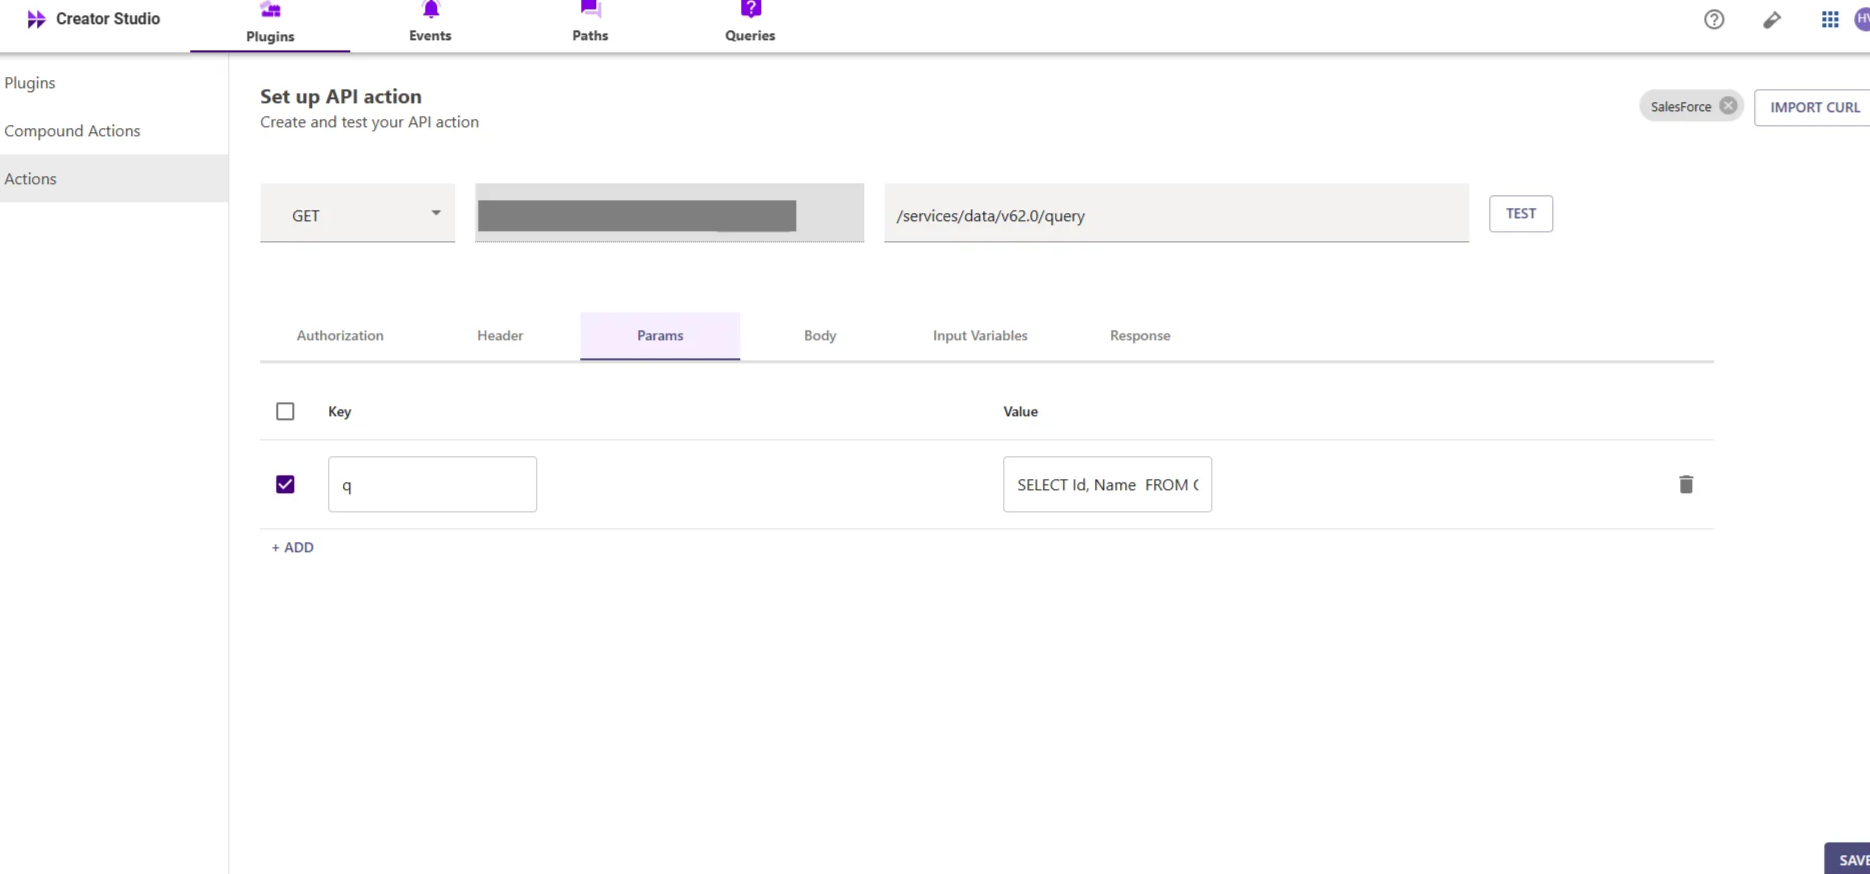 Creator Studio
Plugins
Events
Paths
Queries
Plugins
Compound Actions
Actions
Set up API action
Create and test your API action
SalesForce
IMPORT CURL
GET
/services/data/v62.0/query
TEST
Authorization
Header
Params
Body
Input Variables
Response
Key
Value
q
SELECT Id, Name  FROM
+ ADD
SAVE